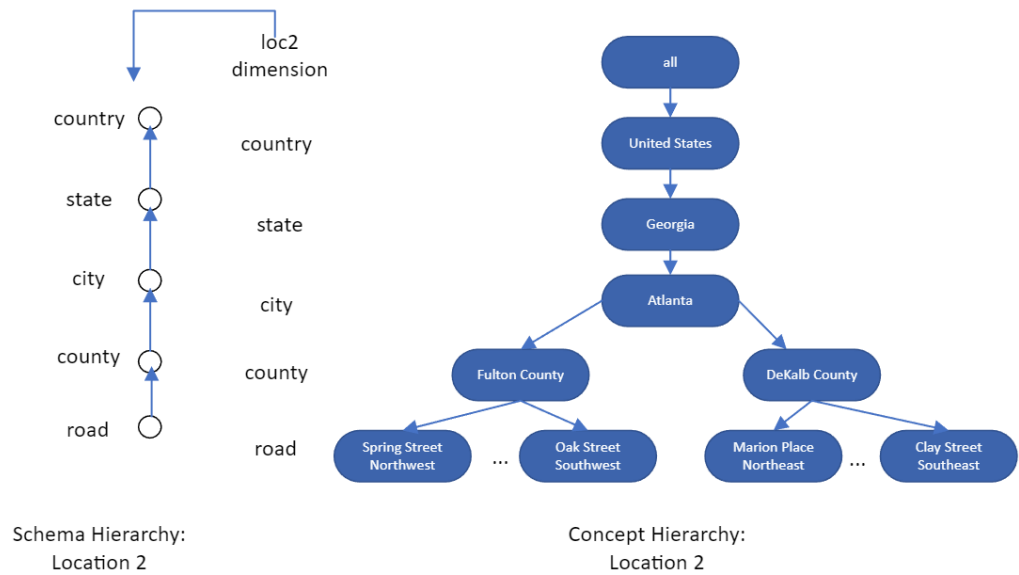 loc2
dimension
country
state
city
county
road
country
state
city
county
road
all
United States
Georgia
Atlanta
Fulton County
DeKalb County
Spring Street
Northwest
...
Oak Street
Southwest
Marion Place
Northeast
...
Clay Street
Southeast
Schema Hierarchy:
Location 2
Concept Hierarchy:
Location 2